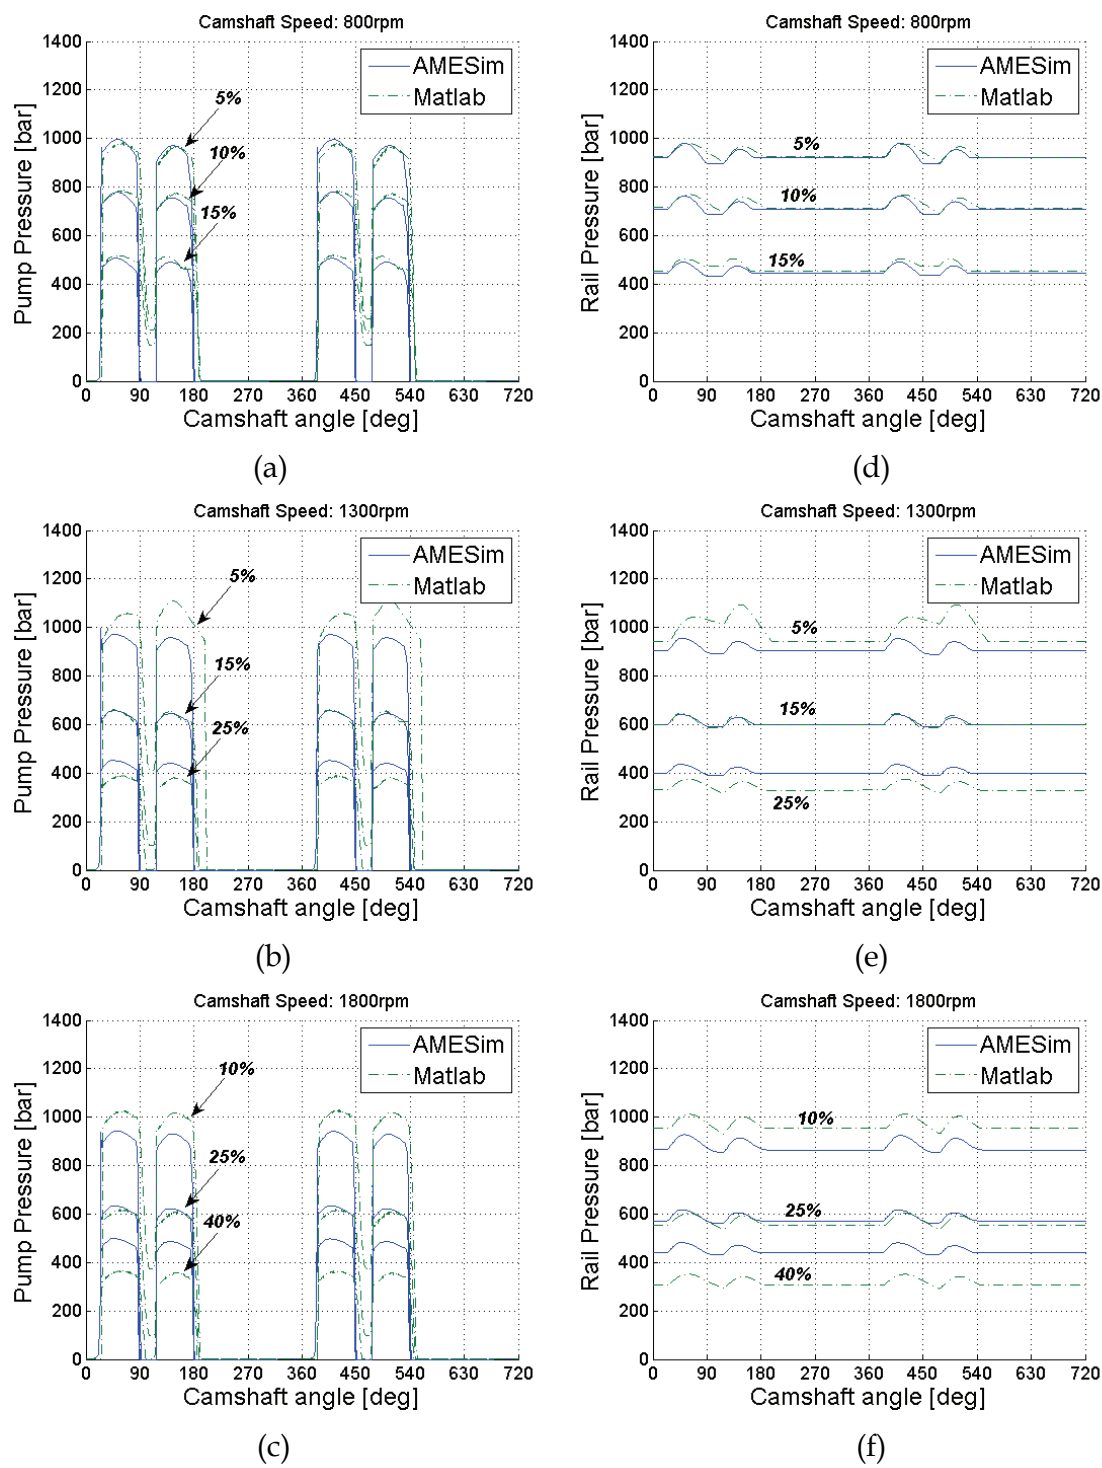 Camshaft Speed: 800rpm
1400
1200
1000
800
600
400
200
0
Pump Pressure [bar]
AMESim
Matlab
5%
10%
15%
0 90 180 270 360 450 540 630 720
Camshaft angle [deg]
(a)
Camshaft Speed: 800rpm
1400
1200
1000
800
600
400
200
0
Rail Pressure [bar]
AMESim
Matlab
5%
10%
15%
0 90 180 270 360 450 540 630 720
Camshaft angle [deg]
(d)
Camshaft Speed: 1300rpm
1400
1200
1000
800
600
400
200
0
Pump Pressure [bar]
AMESim
Matlab
5%
15%
25%
0 90 180 270 360 450 540 630 720
Camshaft angle [deg]
(b)
Camshaft Speed: 1300rpm
1400
1200
1000
800
600
400
200
0
Rail Pressure [bar]
AMESim
Matlab
5%
15%
25%
0 90 180 270 360 450 540 630 720
Camshaft angle [deg]
(e)
Camshaft Speed: 1800rpm
1400
1200
1000
800
600
400
200
0
Pump Pressure [bar]
AMESim
Matlab
10%
25%
40%
0 90 180 270 360 450 540 630 720
Camshaft angle [deg]
(c)
Camshaft Speed: 1800rpm
1400
1200
1000
800
600
400
200
0
Rail Pressure [bar]
AMESim
Matlab
10%
25%
40%
0 90 180 270 360 450 540 630 720
Camshaft angle [deg]
(f)